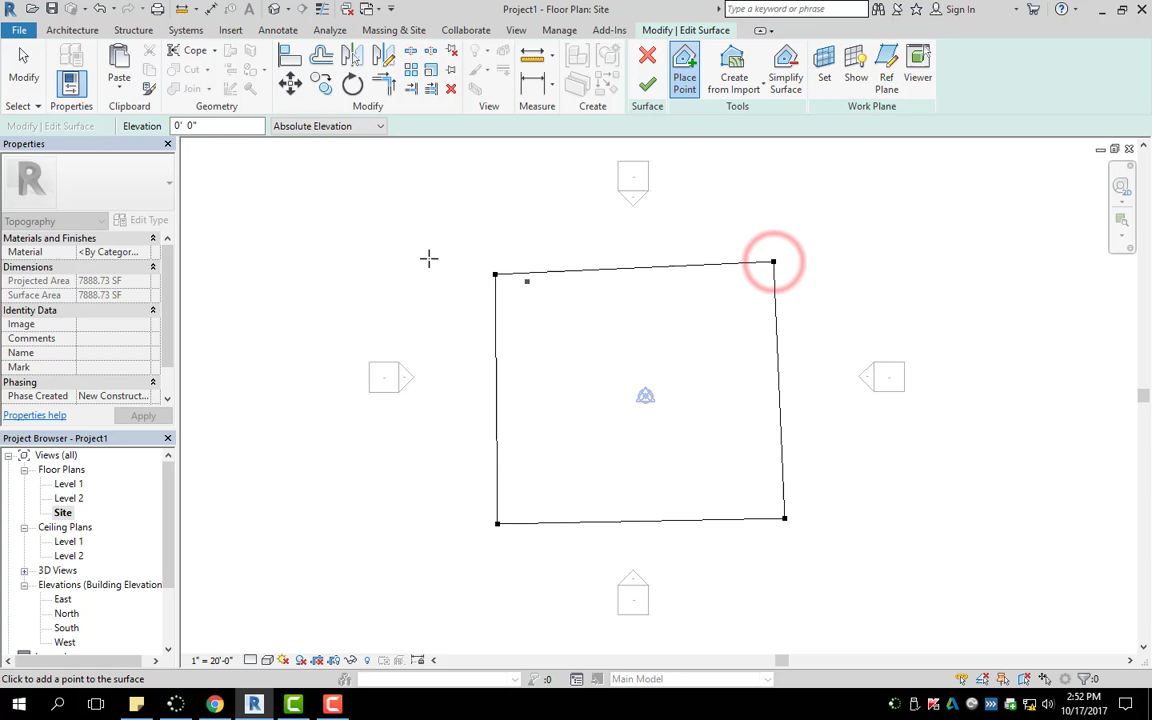 Project1 - Floor Plan: Site
Type a keyword or phrase
Sign In
File Architecture Structure Systems Insert Annotate Analyze Massing & Site Collaborate View Manage Add-Ins Modify | Edit Surface
Modify
Properties
Paste
Cope
Cut
Join
Place Point
Create from Import
Simplify Surface
Set
Show
Ref Plane
Viewer
Select Properties Clipboard Geometry Modify View Measure Create Surface Tools Work Plane
Modify | Edit Surface Elevation 0' 0" Absolute Elevation
Properties
R
Topography Edit Type
Materials and Finishes
Material <By Categor...
Dimensions
Projected Area 7888.73 SF
Surface Area 7888.73 SF
Identity Data
Image
Comments
Name
Mark
Phasing
Phase Created New Construct...
Properties help Apply
Project Browser - Project1
Views (all)
Floor Plans
Level 1
Level 2
Site
Ceiling Plans
Level 1
Level 2
3D Views
Elevations (Building Elevation
East
North
South
West
1" = 20'-0"
Click to add a point to the surface
:0
Main Model
:0
2:52 PM
10/17/2017